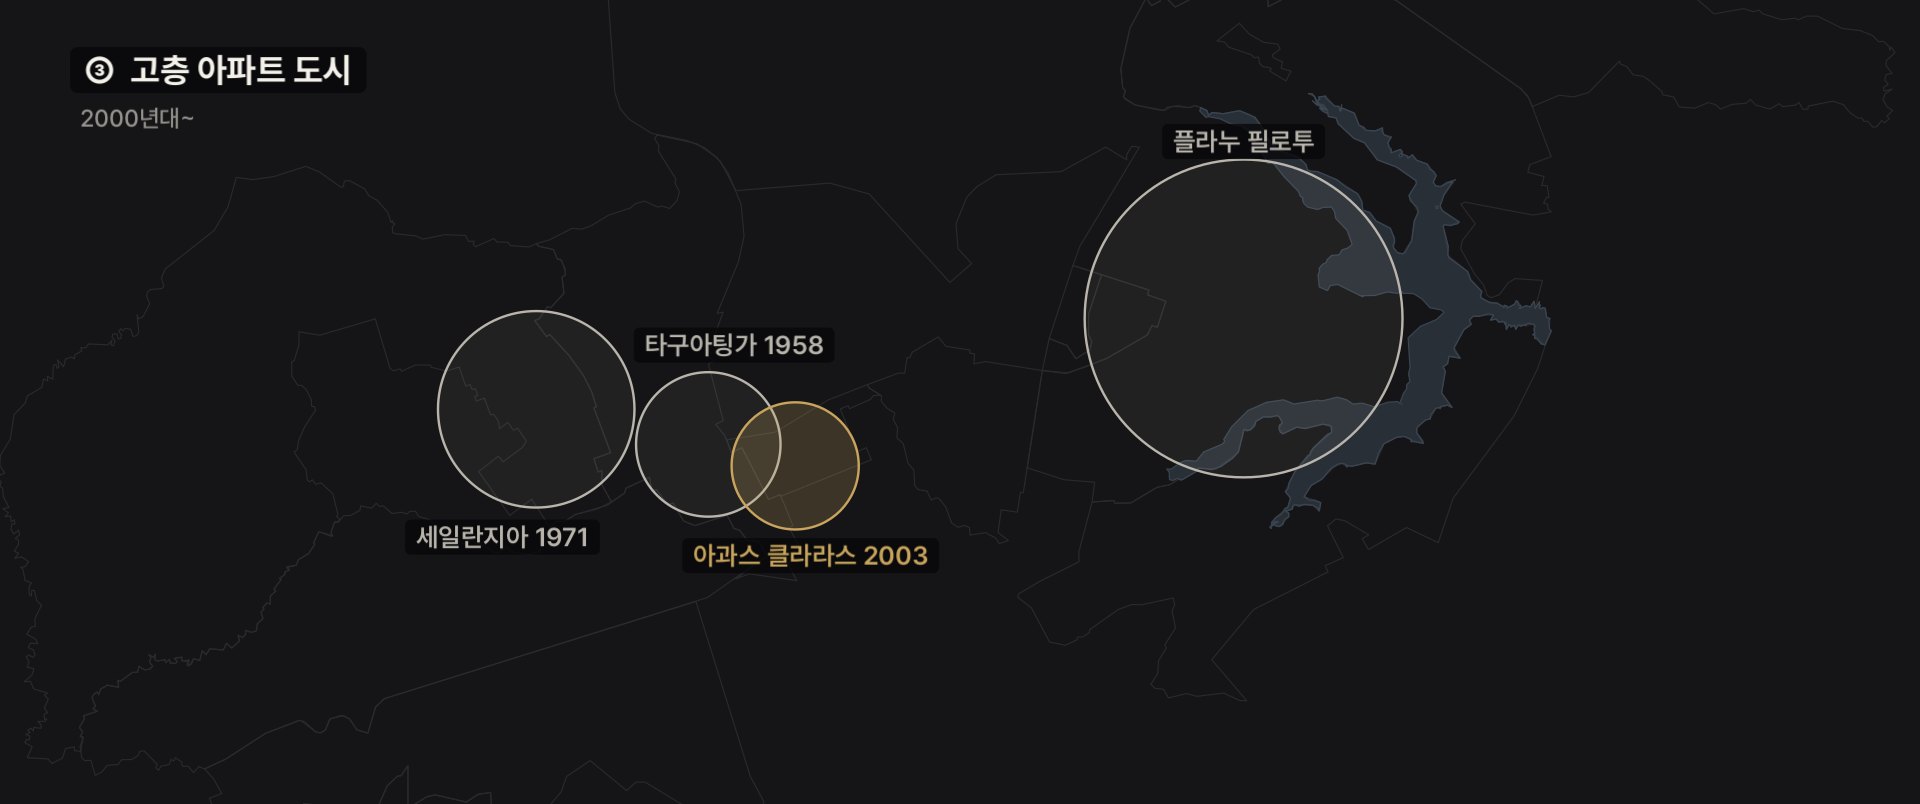 ③ 고층 아파트 도시
2000년대~
플라누 필로투
타구아팅가 1958
세일란지아 1971
아과스 클라라스 2003